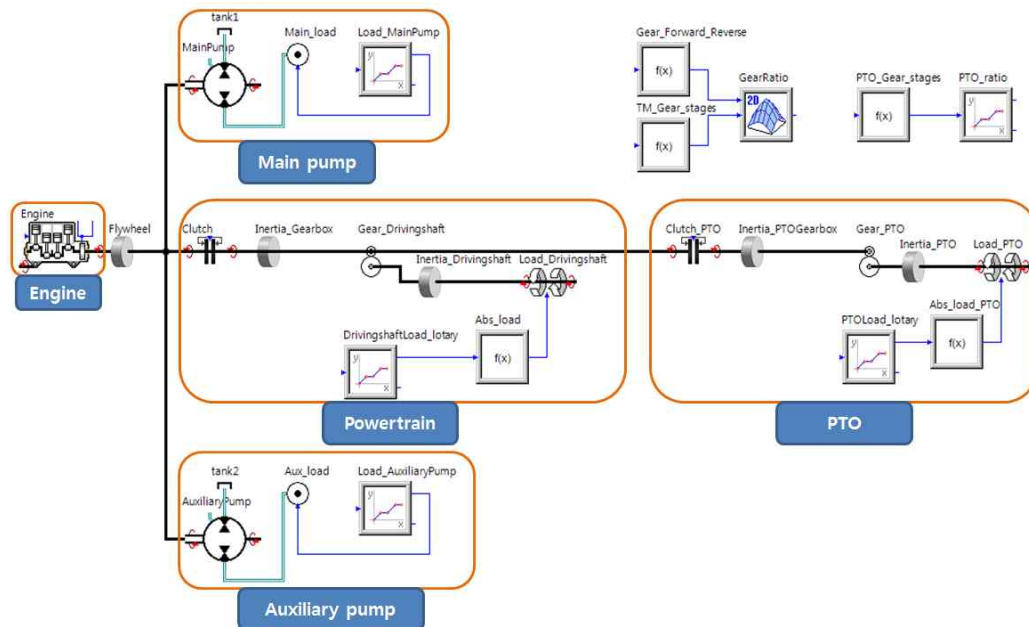 tank1
MainPump
Main_load
Load_MainPump
Main pump
Gear_Forward_Reverse
f(x)
TM_Gear_stages
f(x)
GearRatio
2D
PTO_Gear_stages
f(x)
PTO_ratio
y
x
Engine
Engine
Flywheel
Clutch
Inertia_Gearbox
Gear_Drivingshaft
Inertia_Drivingshaft
Load_Drivingshaft
DrivingshaftLoad_lotary
y
x
Abs_load
f(x)
Powertrain
Clutch_PTO
Inertia_PTOGearbox
Gear_PTO
Inertia_PTO
Load_PTO
PTOLoad_lotary
y
x
Abs_load_PTO
f(x)
PTO
tank2
AuxiliaryPump
Aux_load
Load_AuxiliaryPump
y
x
Auxiliary pump
y
x